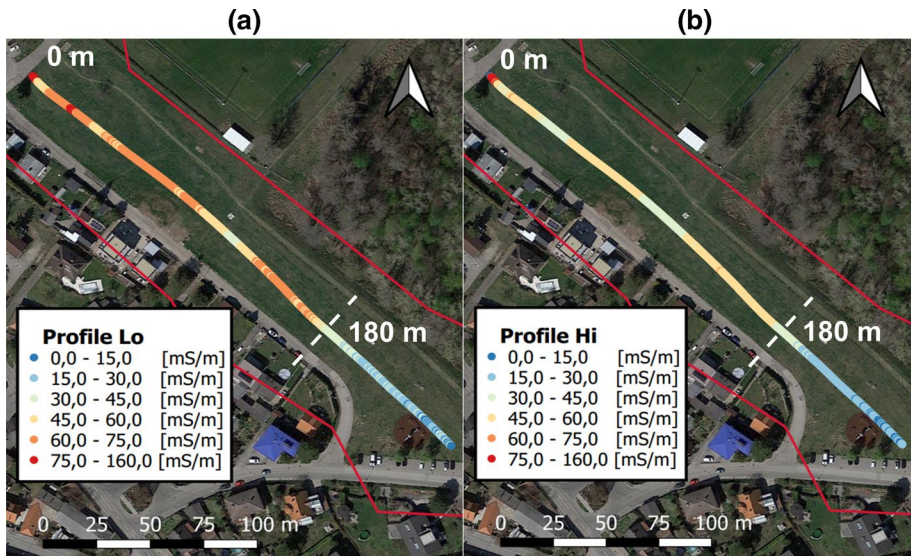 (a)
0 m
180 m
Profile Lo
0,0 - 15,0 [mS/m]
15,0 - 30,0 [mS/m]
30,0 - 45,0 [mS/m]
45,0 - 60,0 [mS/m]
60,0 - 75,0 [mS/m]
75,0 - 160,0 [mS/m]
0 25 50 75 100 m
(b)
0 m
180 m
Profile Hi
0,0 - 15,0 [mS/m]
15,0 - 30,0 [mS/m]
30,0 - 45,0 [mS/m]
45,0 - 60,0 [mS/m]
60,0 - 75,0 [mS/m]
75,0 - 160,0 [mS/m]
0 25 50 75 100 m